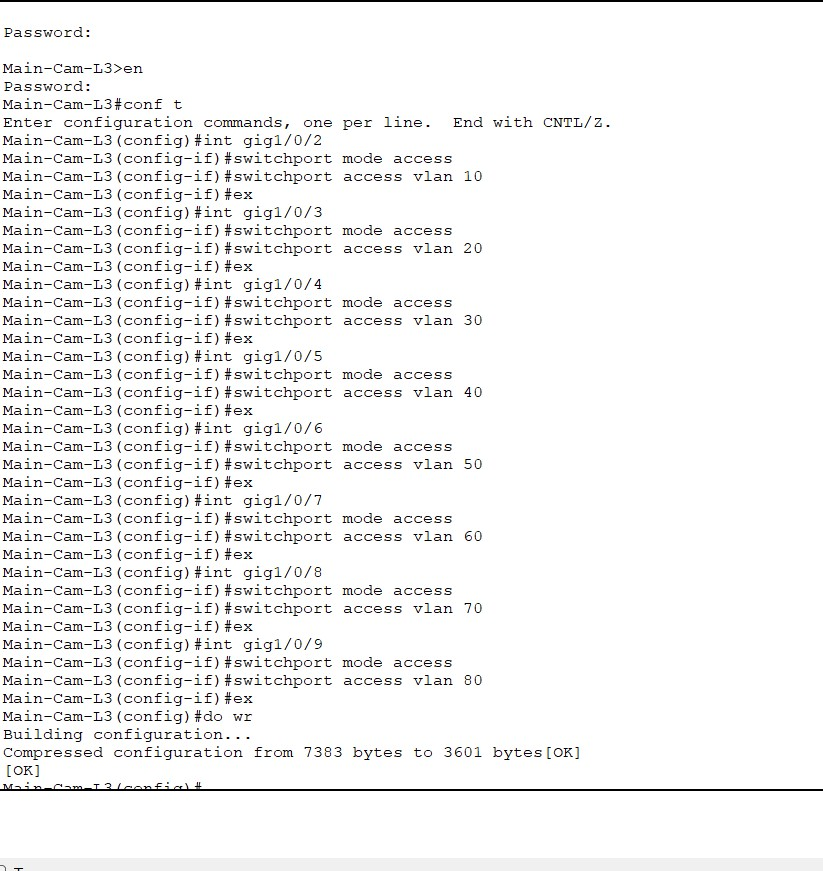 Password:
Main-Cam-L3>en
Password:
Main-Cam-L3#conf t
Enter configuration commands, one per line.  End with CNTL/Z.
Main-Cam-L3(config)#int gig1/0/2
Main-Cam-L3(config-if)#switchport mode access
Main-Cam-L3(config-if)#switchport access vlan 10
Main-Cam-L3(config-if)#ex
Main-Cam-L3(config)#int gig1/0/3
Main-Cam-L3(config-if)#switchport mode access
Main-Cam-L3(config-if)#switchport access vlan 20
Main-Cam-L3(config-if)#ex
Main-Cam-L3(config)#int gig1/0/4
Main-Cam-L3(config-if)#switchport mode access
Main-Cam-L3(config-if)#switchport access vlan 30
Main-Cam-L3(config-if)#ex
Main-Cam-L3(config)#int gig1/0/5
Main-Cam-L3(config-if)#switchport mode access
Main-Cam-L3(config-if)#switchport access vlan 40
Main-Cam-L3(config-if)#ex
Main-Cam-L3(config)#int gig1/0/6
Main-Cam-L3(config-if)#switchport mode access
Main-Cam-L3(config-if)#switchport access vlan 50
Main-Cam-L3(config-if)#ex
Main-Cam-L3(config)#int gig1/0/7
Main-Cam-L3(config-if)#switchport mode access
Main-Cam-L3(config-if)#switchport access vlan 60
Main-Cam-L3(config-if)#ex
Main-Cam-L3(config)#int gig1/0/8
Main-Cam-L3(config-if)#switchport mode access
Main-Cam-L3(config-if)#switchport access vlan 70
Main-Cam-L3(config-if)#ex
Main-Cam-L3(config)#int gig1/0/9
Main-Cam-L3(config-if)#switchport mode access
Main-Cam-L3(config-if)#switchport access vlan 80
Main-Cam-L3(config-if)#ex
Main-Cam-L3(config)#do wr
Building configuration...
Compressed configuration from 7383 bytes to 3601 bytes[OK]
[OK]
Main-Cam-L3(config)#